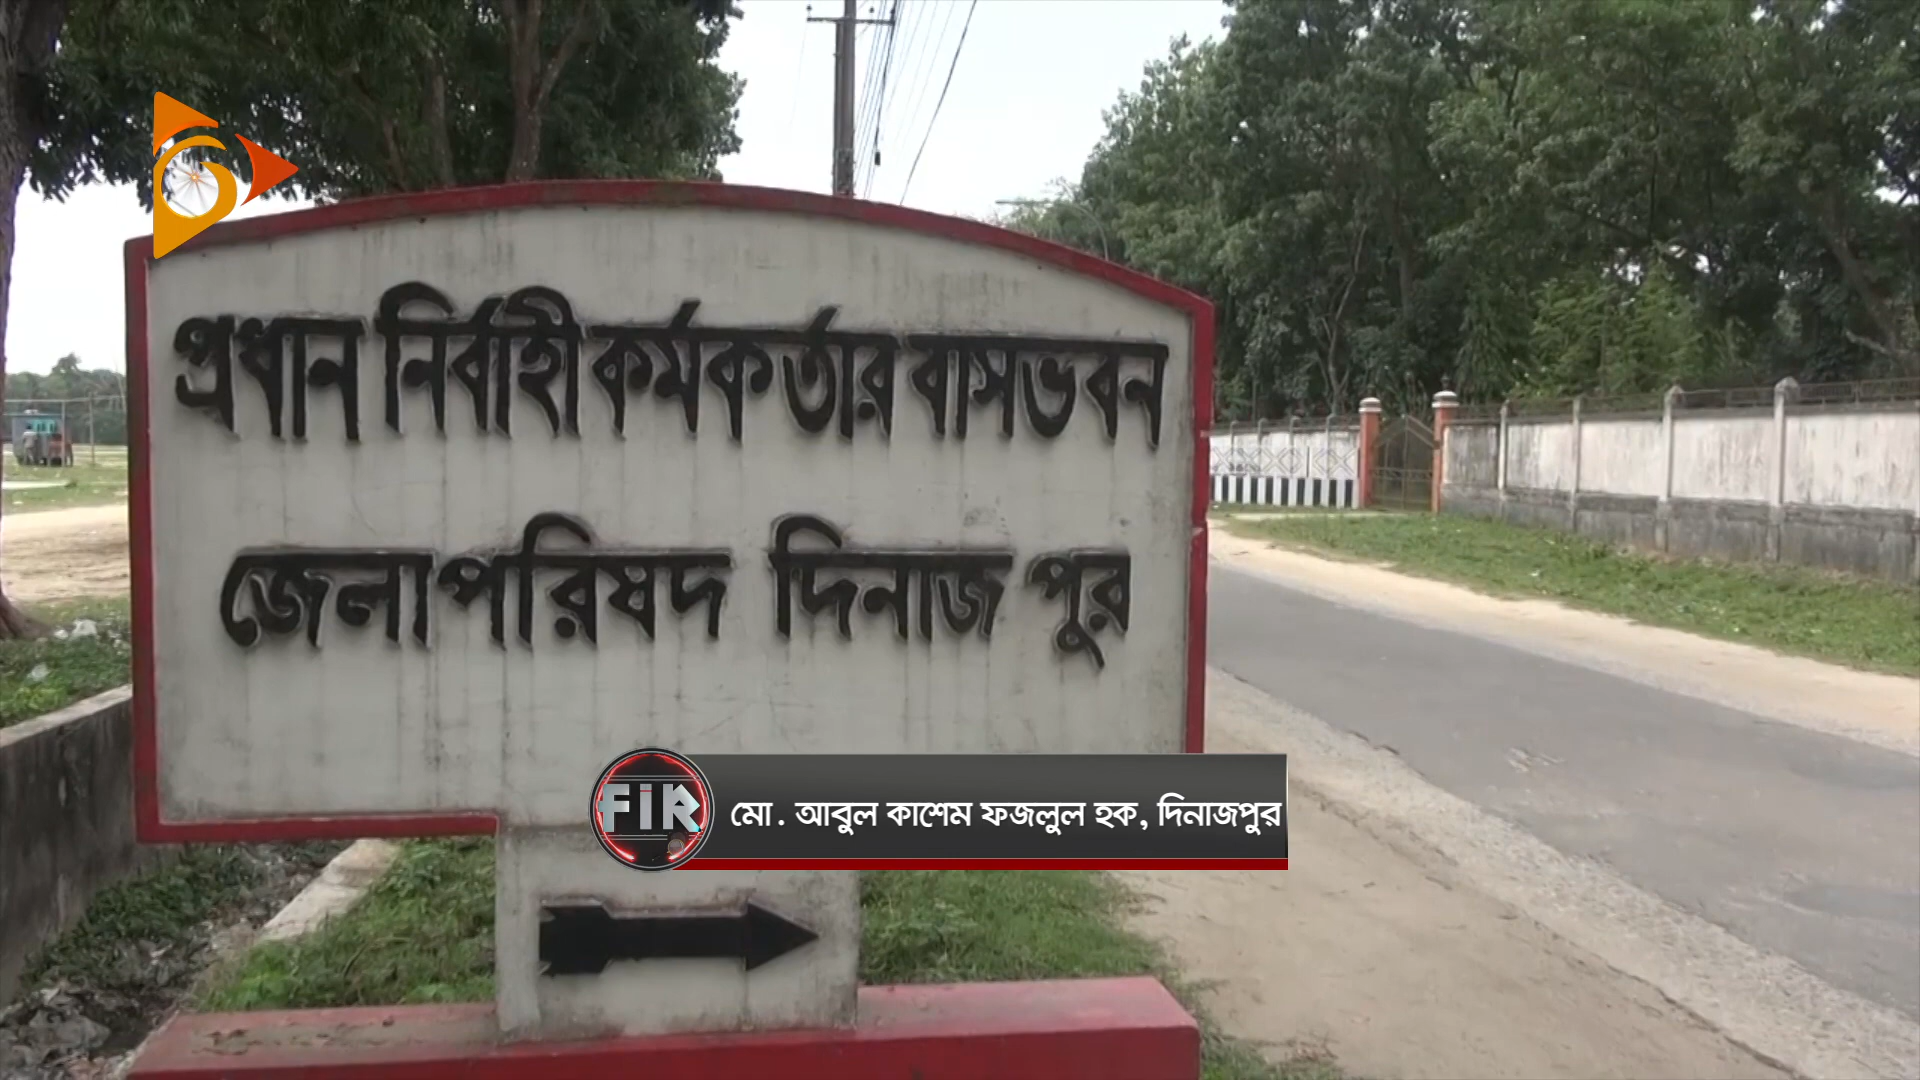 প্রধান নির্বাহী কর্মকর্তার বাসভবন
জেলা পরিষদ দিনাজপুর
FIR
মো. আবুল কাশেম ফজলুল হক, দিনাজপুর